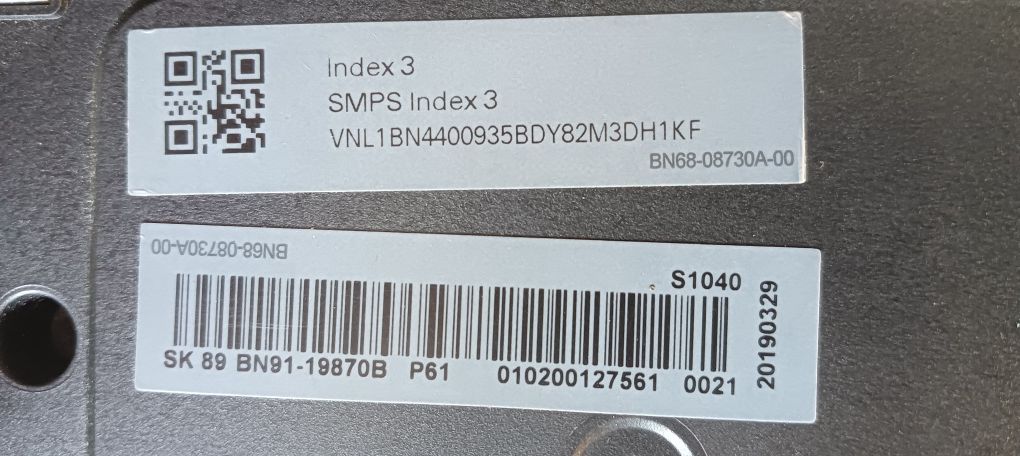 Index 3
SMPS Index 3
VNL1BN4400935BDY82M3DH1KF
BN68-08730A-00
BN68-08730A-00
S1040
SK 89 BN91-19870B P61 010200127561 0021
20190329